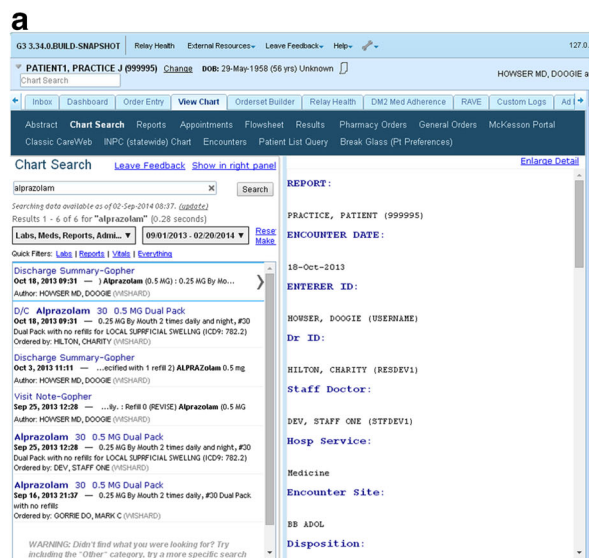 a
G3 3.34.0.BUILD-SNAPSHOT Relay Health External Resources Leave Feedback Help 127.0.
PATIENT1, PRACTICE J (999995) Change DOB: 29-May-1958 (56 yrs) Unknown
Chart Search
HOWSER MD, DOOGIE a
Inbox Dashboard Order Entry View Chart Orderset Builder Relay Health DM2 Med Adherence RAVE Custom Logs Ad
Abstract Chart Search Reports Appointments Flowsheet Results Pharmacy Orders General Orders McKesson Portal
Classic CareWeb INPC (statewide) Chart Encounters Patient List Query Break Glass (Pt Preferences)
Chart Search Leave Feedback Show in right panel
alprazolam Search
Searching data available as of 02-Sep-2014 08:37. (update)
Results 1 - 6 of 6 for "alprazolam" (0.28 seconds)
Labs, Meds, Reports, Admi... 09/01/2013 - 02/20/2014 Rese
Make
Quick Filters: Labs | Reports | Vitals | Everything
Discharge Summary-Gopher
Oct 18, 2013 09:31 — ) Alprazolam (0.5 MG) : 0.25 MG By Mo...
Author: HOWSER MD, DOOGIE (WISHARD)
D/C Alprazolam 30 0.5 MG Dual Pack
Oct 18, 2013 09:31 — 0.25 MG By Mouth 2 times daily and night, #30
Dual Pack with no refills for LOCAL SUPRFICIAL SWELLNG (ICD9: 782.2)
Ordered by: HILTON, CHARITY (WISHARD)
Discharge Summary-Gopher
Oct 3, 2013 11:11 — ...ecified with 1 refill 2) ALPRAZolam 0.5 mg
Author: HOWSER MD, DOOGIE (WISHARD)
Visit Note-Gopher
Sep 25, 2013 12:28 — ...ily. : Refill 0 (REVISE) Alprazolam (0.5 MG
Author: HOWSER MD, DOOGIE (WISHARD)
Alprazolam 30 0.5 MG Dual Pack
Sep 25, 2013 12:28 — 0.25 MG By Mouth 2 times daily and night, #30
Dual Pack with no refills for LOCAL SUPRFICIAL SWELLNG (ICD9: 782.2)
Ordered by: DEV, STAFF ONE (WISHARD)
Alprazolam 30 0.5 MG Dual Pack
Sep 16, 2013 21:37 — 0.25 MG By Mouth 2 times daily, #30 Dual Pack
with no refills
Ordered by: GORRIE DO, MARK C (WISHARD)
WARNING: Didn't find what you were looking for? Try
including the "Other" category, try a more specific search
Enlarge Detail
REPORT:
PRACTICE, PATIENT (999995)
ENCOUNTER DATE:
18-Oct-2013
ENTERER ID:
HOWSER, DOOGIE (USERNAME)
Dr ID:
HILTON, CHARITY (RESDEV1)
Staff Doctor:
DEV, STAFF ONE (STFDEV1)
Hosp Service:
Medicine
Encounter Site:
BB ADOL
Disposition: